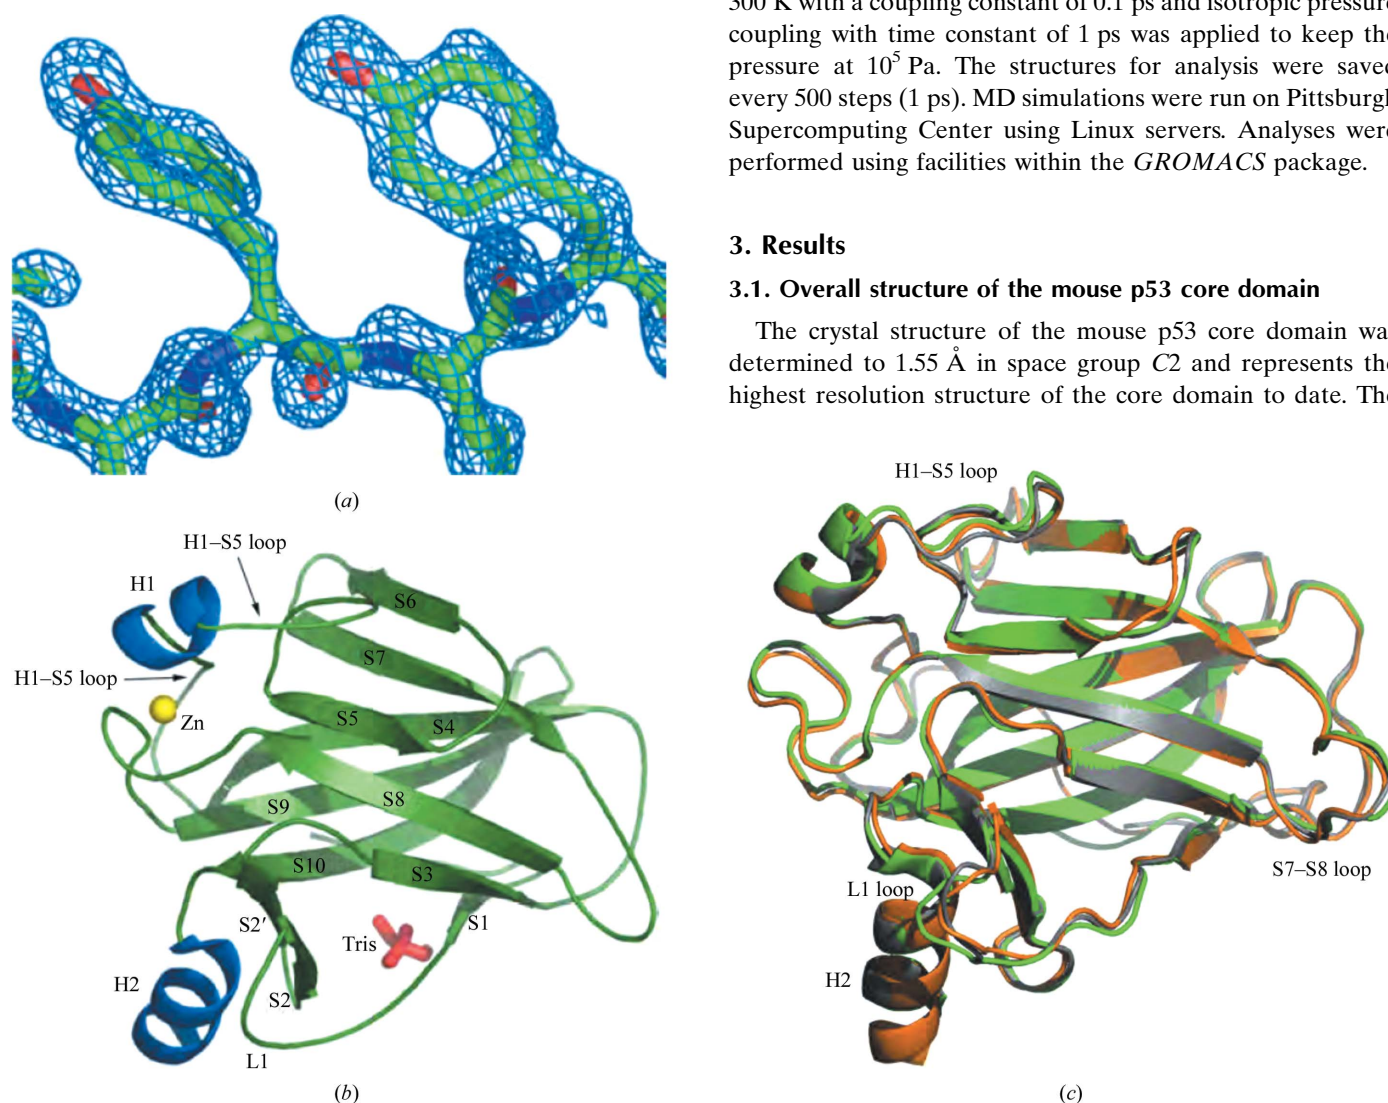 300 K with a coupling constant of 0.1 ps and isotropic pressure
coupling with time constant of 1 ps was applied to keep the
pressure at 10⁵ Pa. The structures for analysis were saved
every 500 steps (1 ps). MD simulations were run on Pittsburgh
Supercomputing Center using Linux servers. Analyses were
performed using facilities within the GROMACS package.
3. Results
3.1. Overall structure of the mouse p53 core domain
The crystal structure of the mouse p53 core domain wa
determined to 1.55 Å in space group C2 and represents the
highest resolution structure of the core domain to date. The
(a)
H1–S5 loop
H1
S6
S7
H1–S5 loop
Zn
S5
S4
S9
S8
S10
S3
S2′
Tris
S1
H2
S2
L1
(b)
H1–S5 loop
L1 loop
S7–S8 loop
H2
(c)